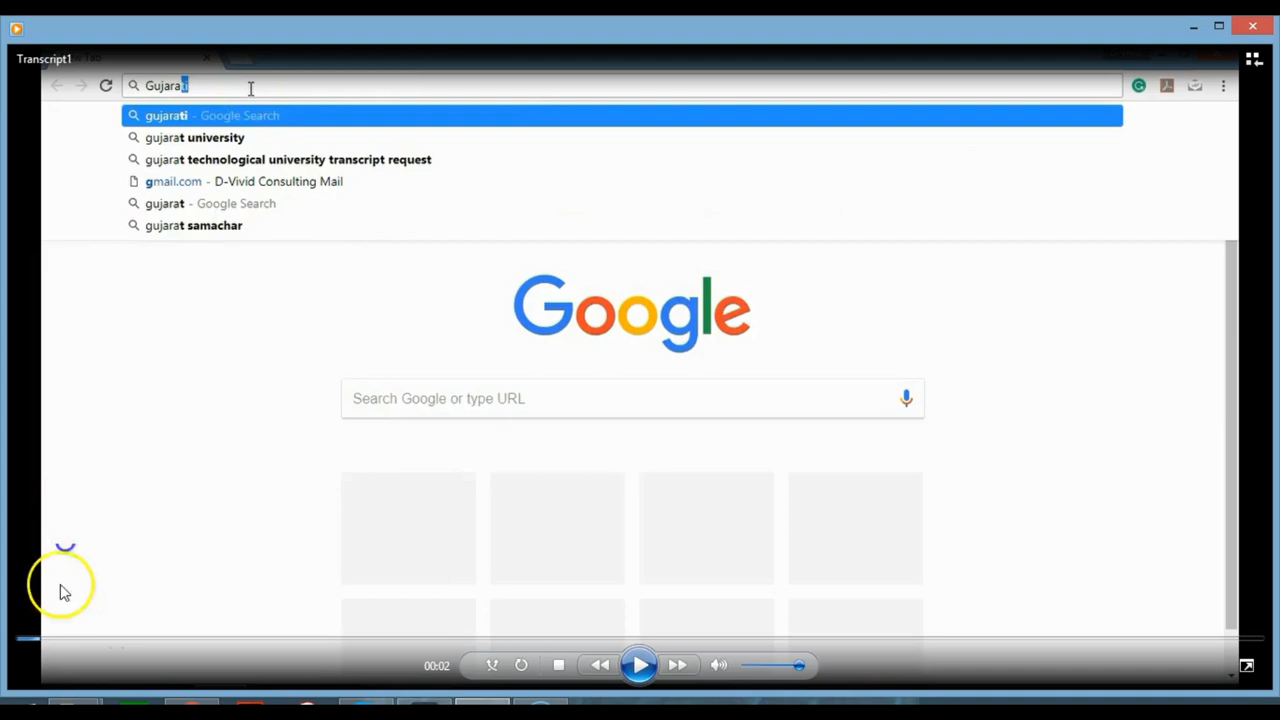 Transcript1
Gujarati
gujarati - Google Search
gujarat university
gujarat technological university transcript request
gmail.com - D-Vivid Consulting Mail
gujarat - Google Search
gujarat samachar
Google
Search Google or type URL
00:02